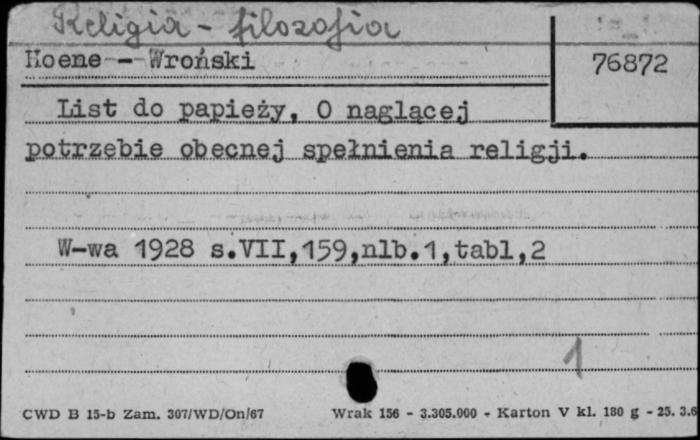 Religia - filozofia
Hoene - Wroński
76872
List do papieży, O naglącej
potrzebie obecnej spełnienia religji.
W-wa 1928 s.VII,159,nlb.1,tabl,2
1
CWD B 15-b Zam. 307/WD/On/67 Wrak 156 - 3.305.000 - Karton V kl. 180 g - 25. 3.6